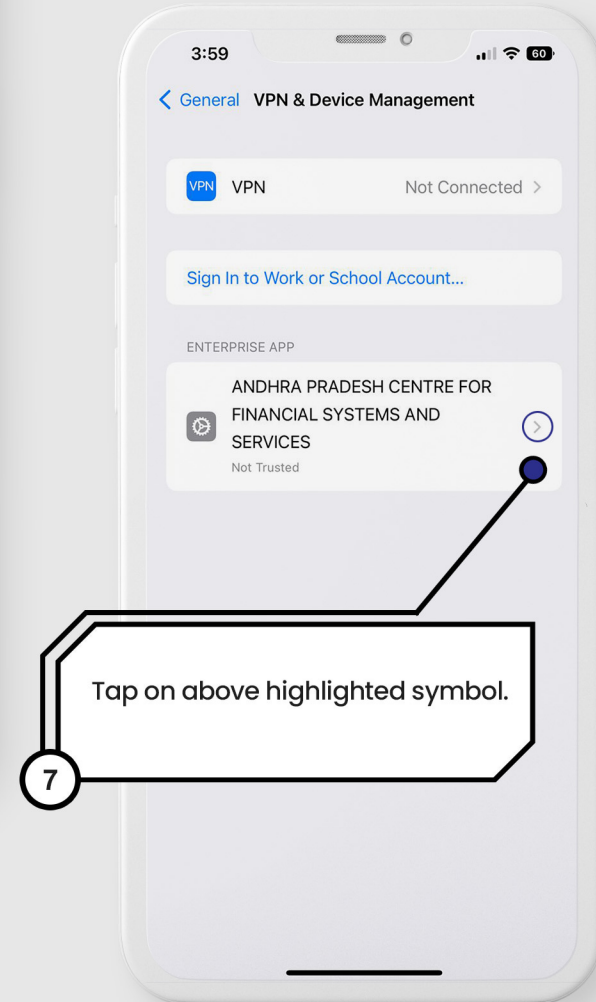 3:59
60
General VPN & Device Management
VPN VPN Not Connected
Sign In to Work or School Account...
ENTERPRISE APP
ANDHRA PRADESH CENTRE FOR
FINANCIAL SYSTEMS AND
SERVICES
Not Trusted
Tap on above highlighted symbol.
7